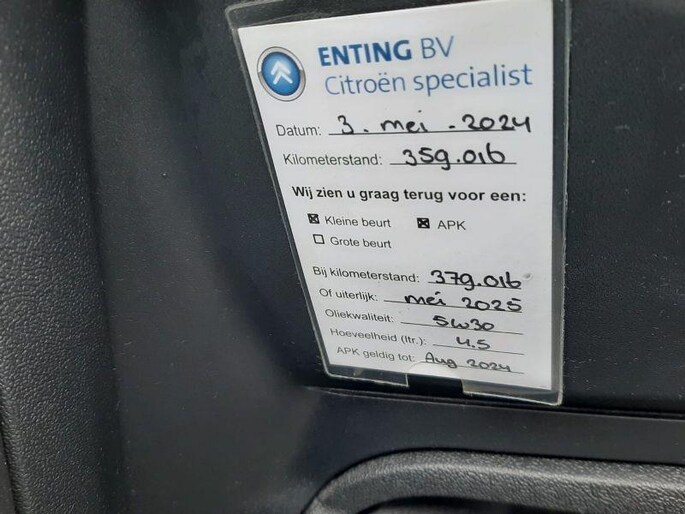 ENTING BV
Citroën specialist
Datum: 3. mei - 2024
Kilometerstand: 359.016
Wij zien u graag terug voor een:
☒ Kleine beurt ☒ APK
☐ Grote beurt
Bij kilometerstand: 379.016
Of uiterlijk: mei 2025
Oliekwaliteit: 5w30
Hoeveelheid (ltr.): 4.5
APK geldig tot: Aug 2024